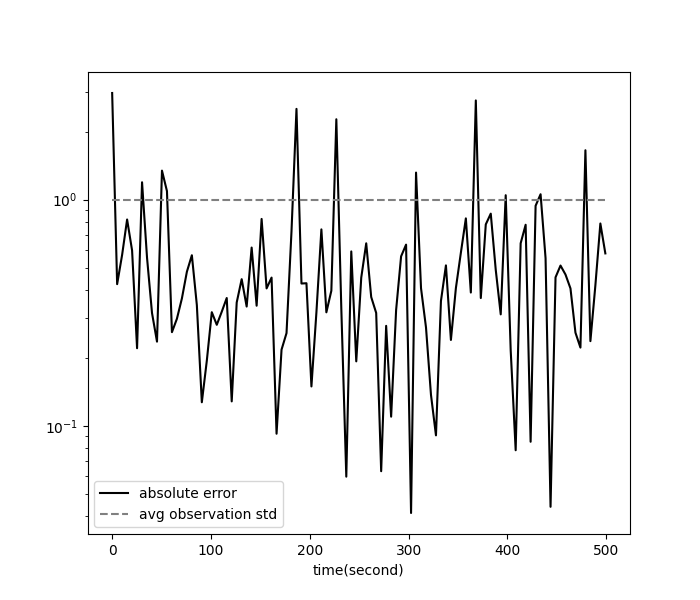 10⁰
10⁻¹
absolute error
avg observation std
0 100 200 300 400 500
time(second)